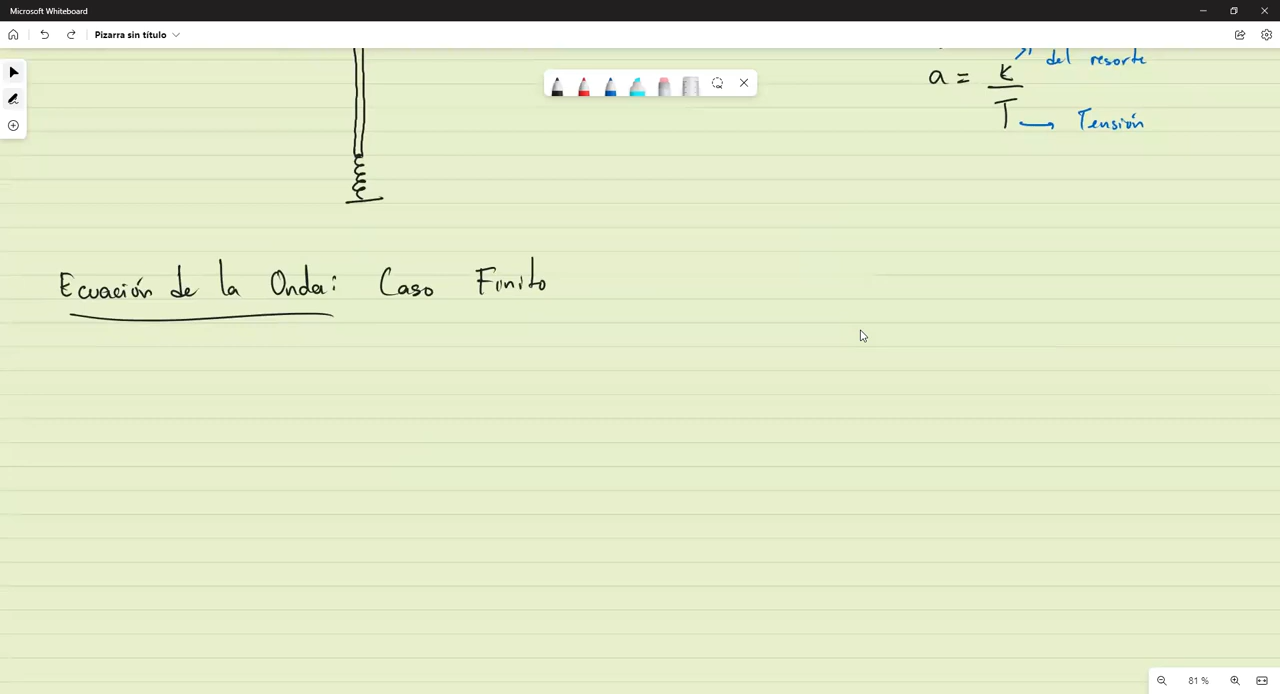 Microsoft Whiteboard
Pizarra sin título
del resorte
a = k / T
Tensión
Ecuación de la Onda: Caso Finito
81 %